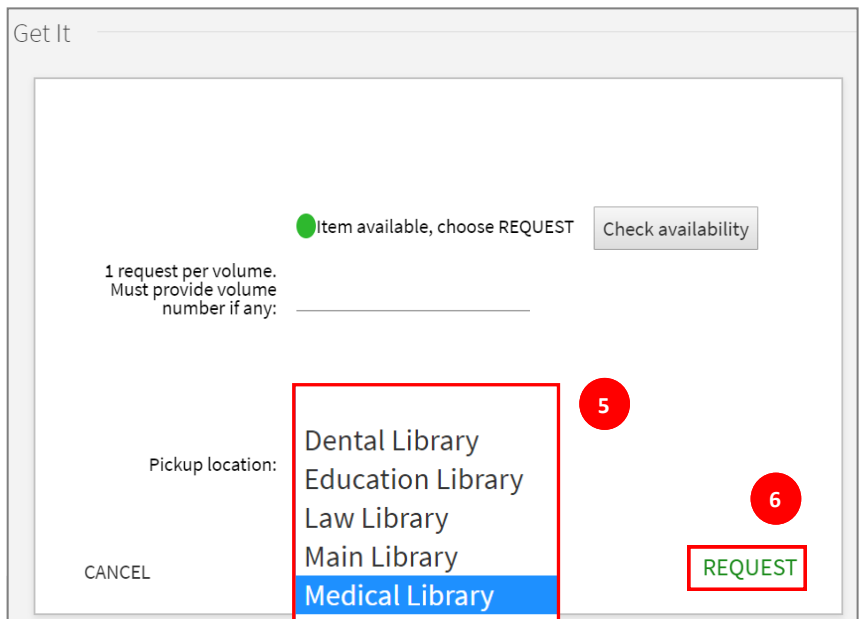 Get It
Item available, choose REQUEST
Check availability
1 request per volume.
Must provide volume
number if any:
5
Pickup location:
Dental Library
Education Library
Law Library
Main Library
Medical Library
6
CANCEL
REQUEST